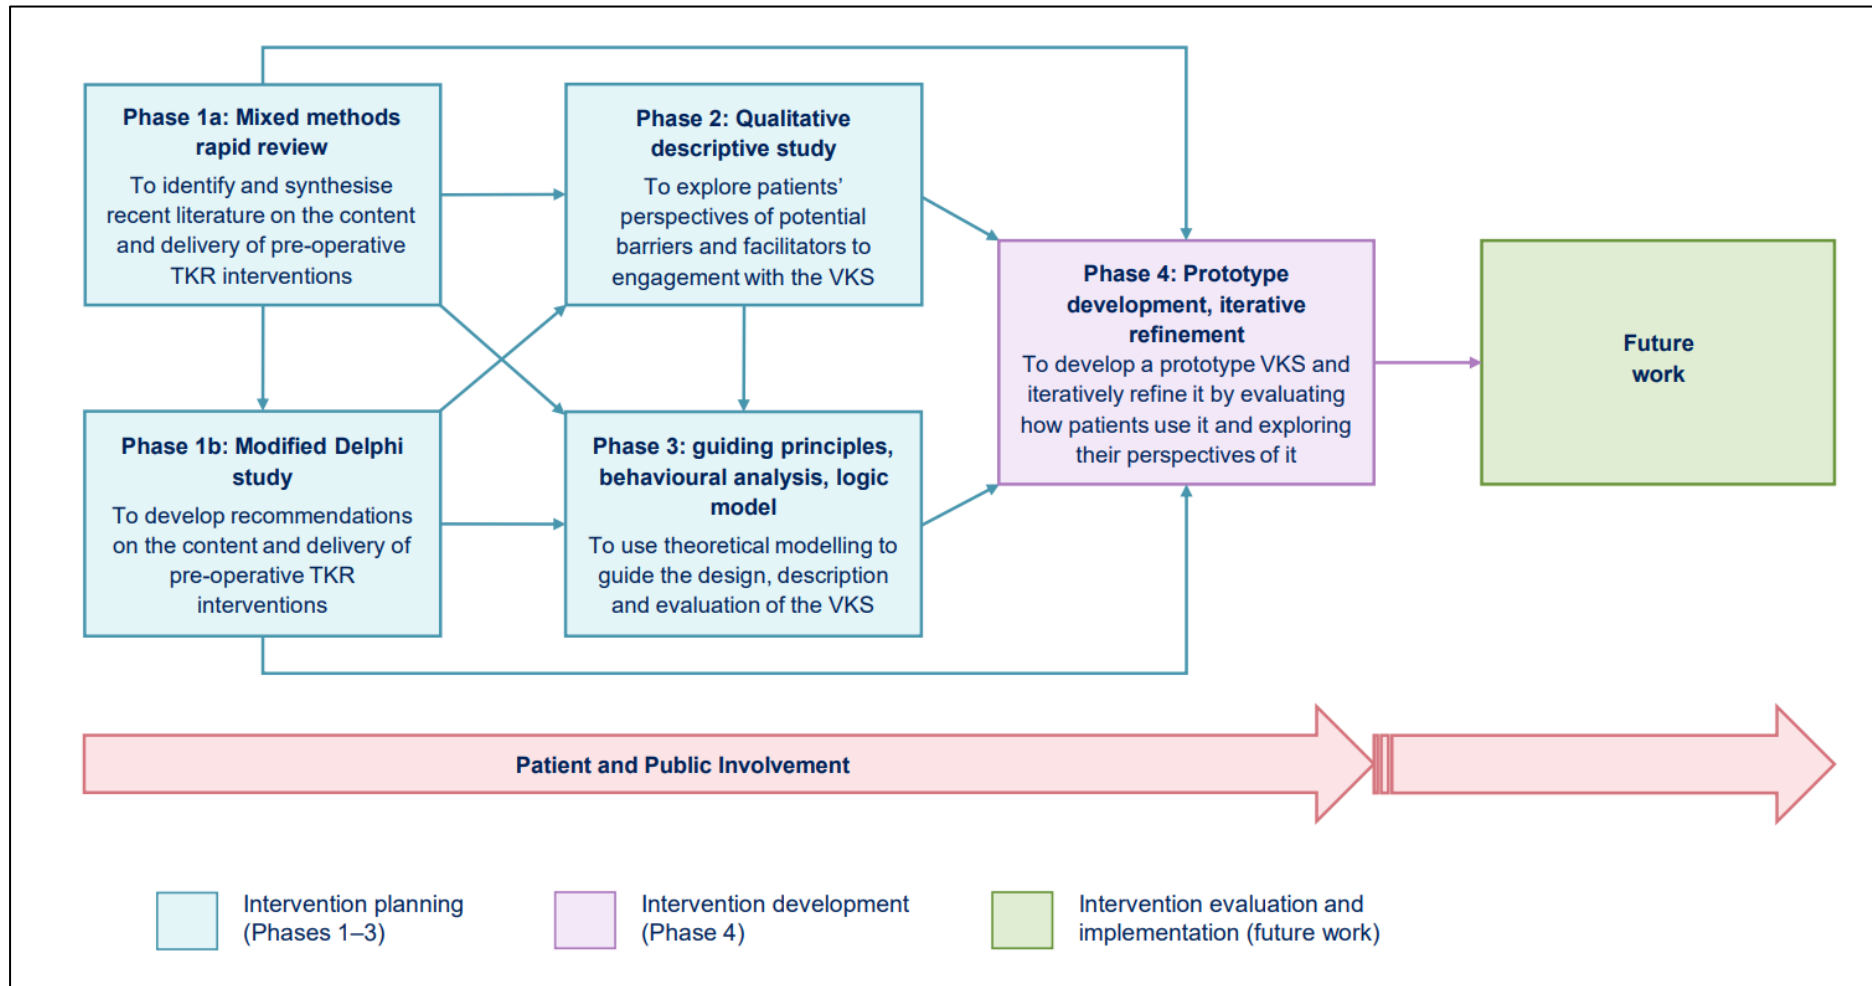 Phase 1a: Mixed methods
rapid review
To identify and synthesise
recent literature on the content
and delivery of pre-operative
TKR interventions
Phase 2: Qualitative
descriptive study
To explore patients’
perspectives of potential
barriers and facilitators to
engagement with the VKS
Phase 1b: Modified Delphi
study
To develop recommendations
on the content and delivery of
pre-operative TKR
interventions
Phase 3: guiding principles,
behavioural analysis, logic
model
To use theoretical modelling to
guide the design, description
and evaluation of the VKS
Phase 4: Prototype
development, iterative
refinement
To develop a prototype VKS and
iteratively refine it by evaluating
how patients use it and exploring
their perspectives of it
Future
work
Patient and Public Involvement
Intervention planning
(Phases 1–3)
Intervention development
(Phase 4)
Intervention evaluation and
implementation (future work)